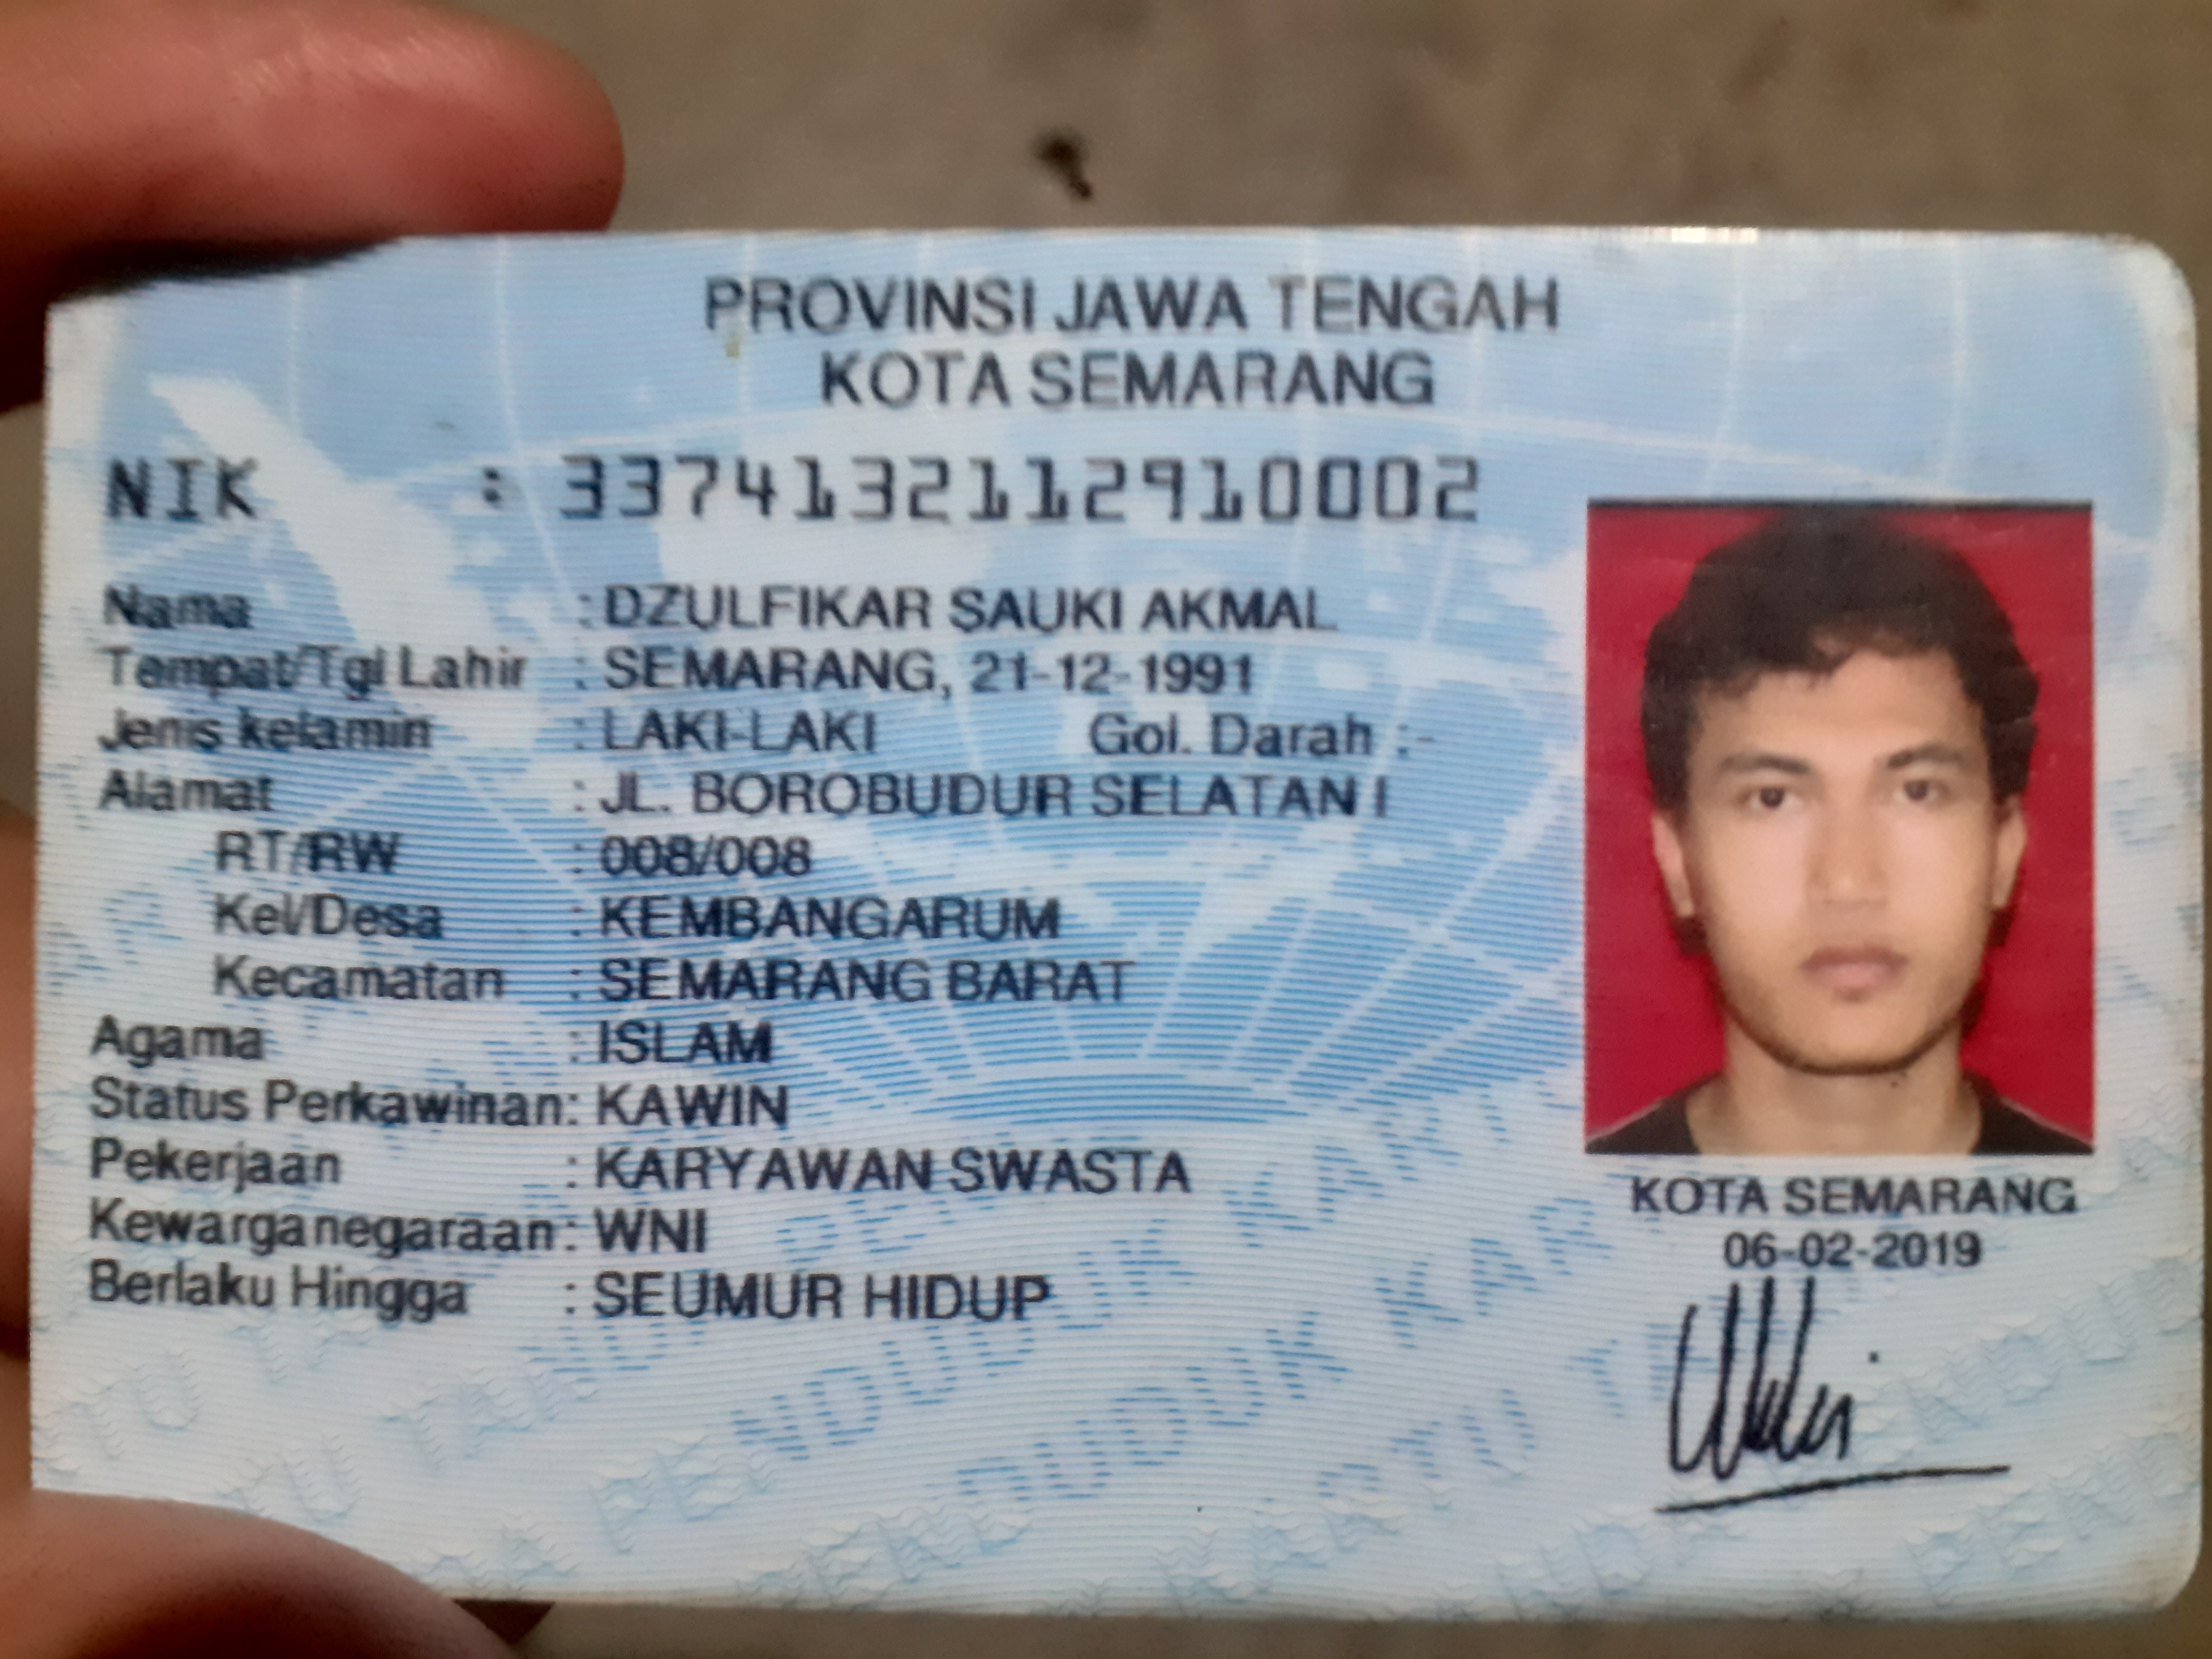 PROVINSI JAWA TENGAH
KOTA SEMARANG
NIK : 3374132112910002
Nama : DZULFIKAR SAUKI AKMAL
Tempat/Tgl Lahir : SEMARANG, 21-12-1991
Jenis kelamin : LAKI-LAKI Gol. Darah :-
Alamat : JL. BOROBUDUR SELATAN I
RT/RW : 008/008
Kel/Desa : KEMBANGARUM
Kecamatan : SEMARANG BARAT
Agama : ISLAM
Status Perkawinan: KAWIN
Pekerjaan : KARYAWAN SWASTA
Kewarganegaraan: WNI
Berlaku Hingga : SEUMUR HIDUP
KOTA SEMARANG
06-02-2019